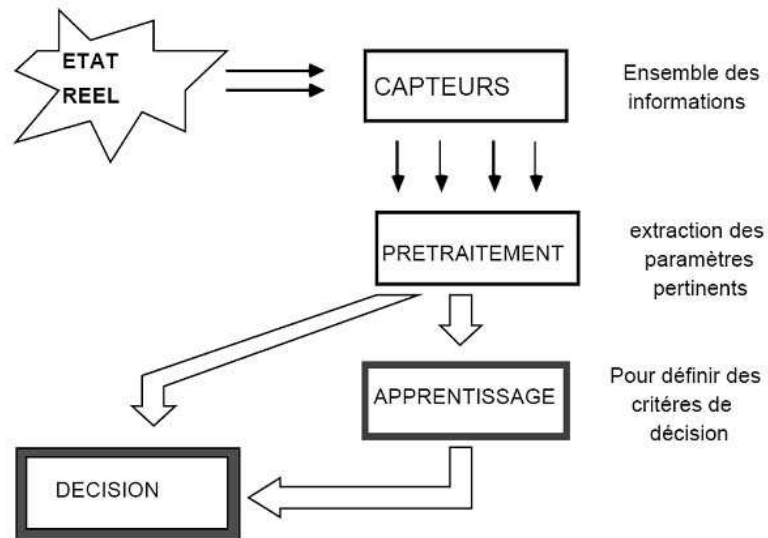 ETAT
REEL
CAPTEURS
Ensemble des
informations
PRETRAITEMENT
extraction des
paramètres
pertinents
APPRENTISSAGE
Pour définir des
critéres de
décision
DECISION